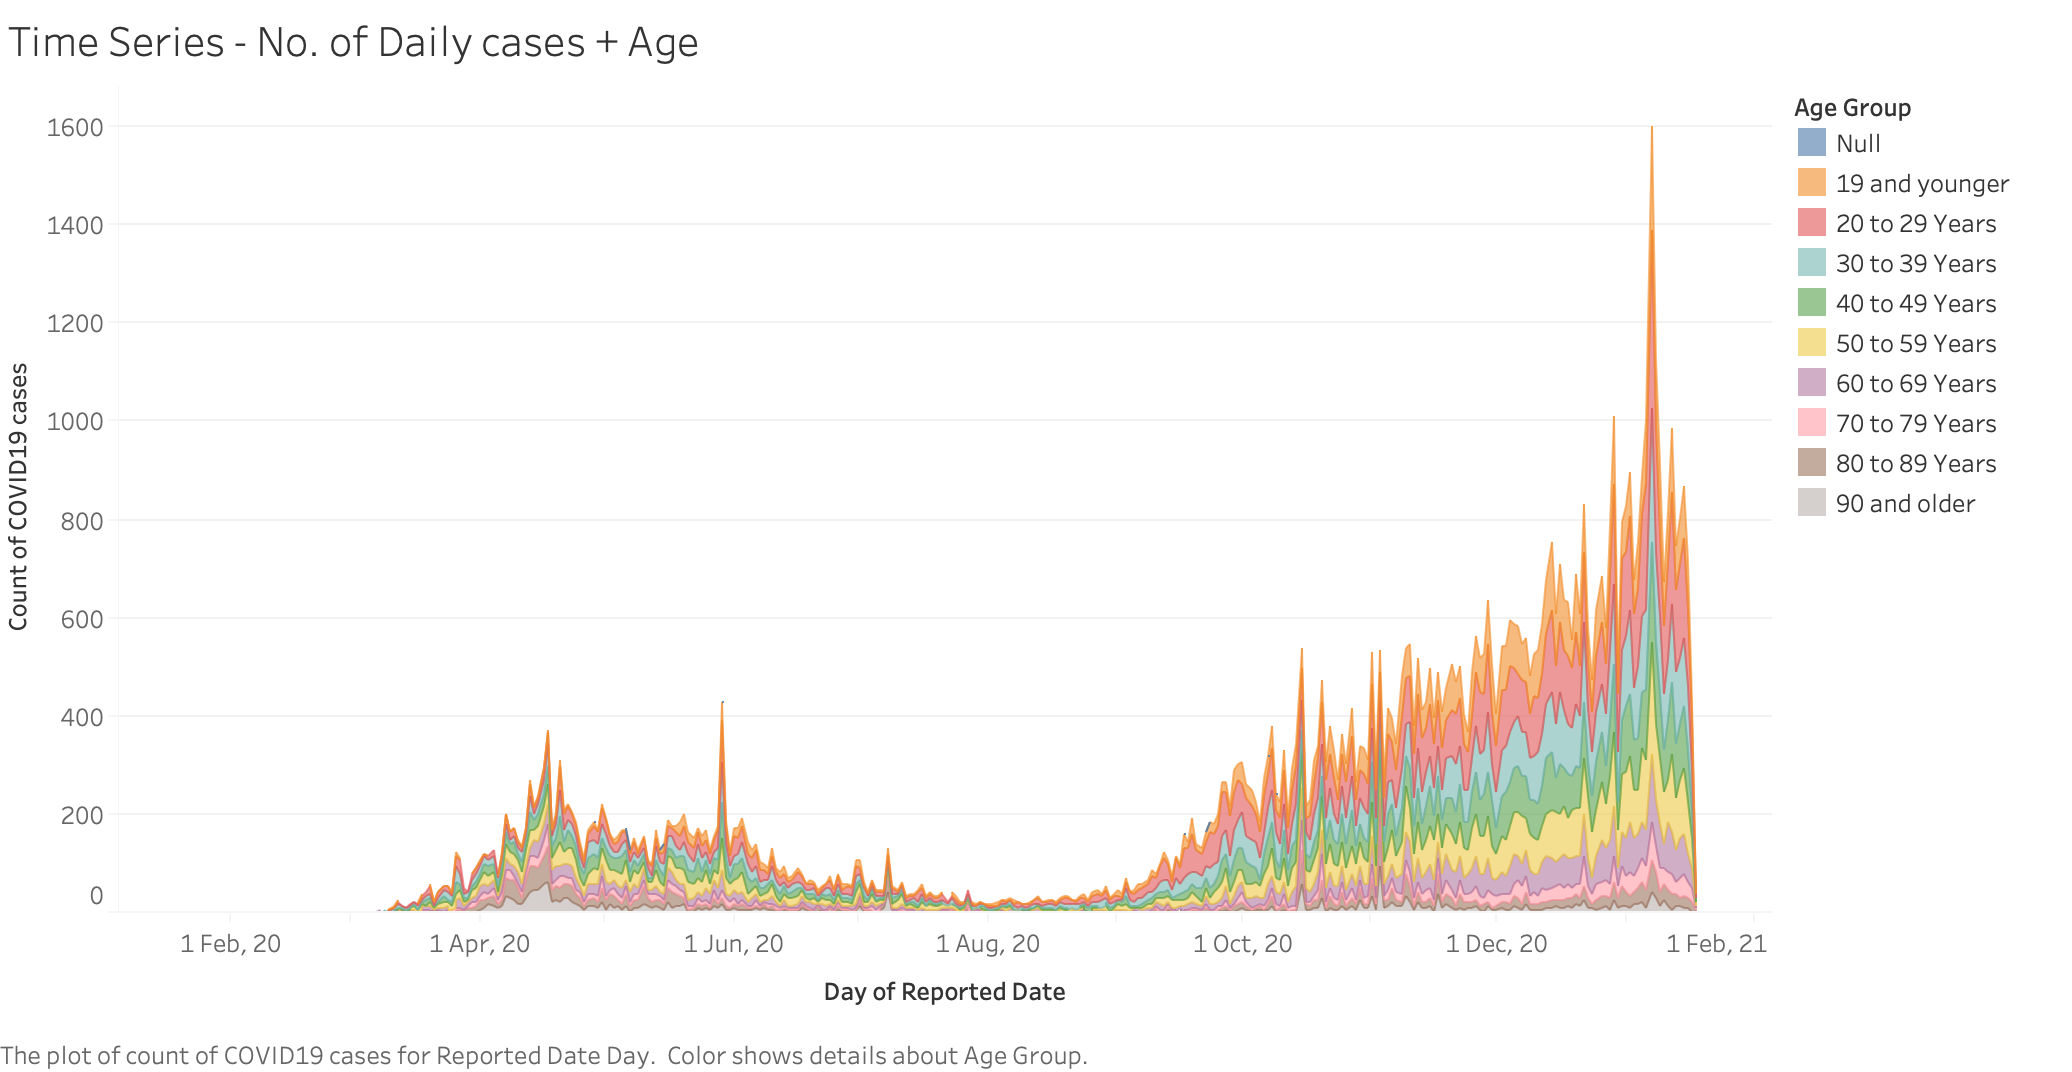 Time Series - No. of Daily cases + Age
Count of COVID19 cases
1600
1400
1200
1000
800
600
400
200
0
1 Feb, 20
1 Apr, 20
1 Jun, 20
1 Aug, 20
1 Oct, 20
1 Dec, 20
1 Feb, 21
Day of Reported Date
Age Group
Null
19 and younger
20 to 29 Years
30 to 39 Years
40 to 49 Years
50 to 59 Years
60 to 69 Years
70 to 79 Years
80 to 89 Years
90 and older
The plot of count of COVID19 cases for Reported Date Day.  Color shows details about Age Group.